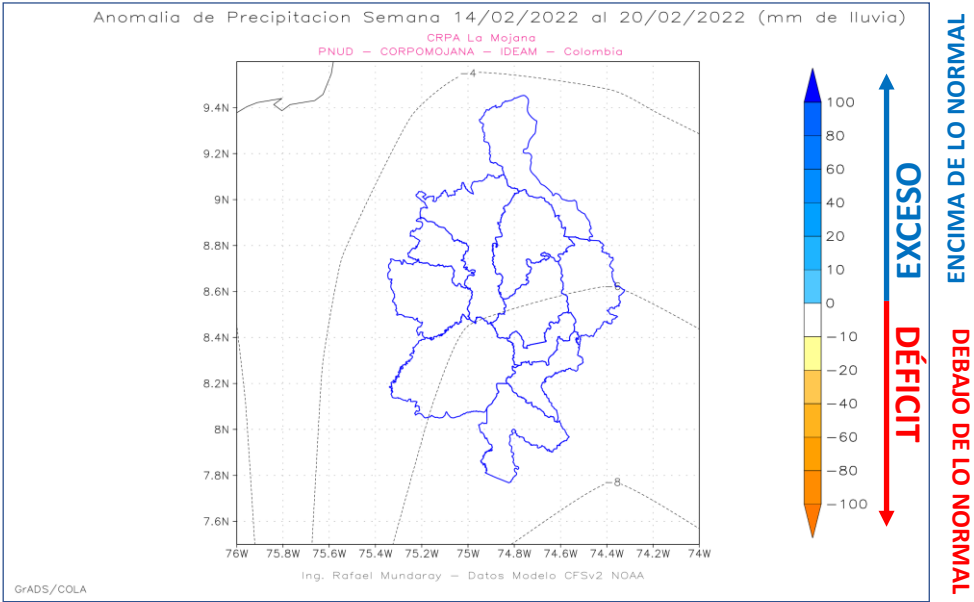 Anomalia de Precipitacion Semana 14/02/2022 al 20/02/2022 (mm de lluvia)
CRPA La Mojana
PNUD – CORPOMOJANA – IDEAM – Colombia
9.4N
9.2N
9N
8.8N
8.6N
8.4N
8.2N
8N
7.8N
7.6N
76W 75.8W 75.6W 75.4W 75.2W 75W 74.8W 74.6W 74.4W 74.2W 74W
-4
-6
-8
100
80
60
40
20
10
0
-10
-20
-40
-60
-80
-100
EXCESO
DÉFICIT
ENCIMA DE LO NORMAL
DEBAJO DE LO NORMAL
Ing. Rafael Mundaray – Datos Modelo CFSv2 NOAA
GrADS/COLA